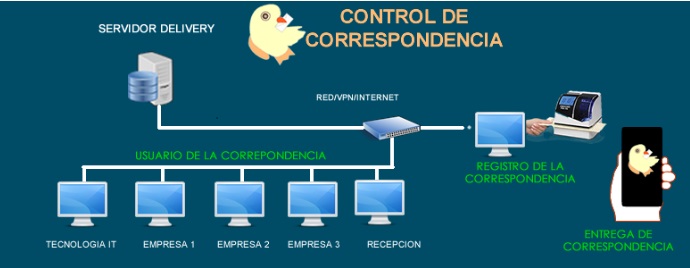 CONTROL DE
CORRESPONDENCIA
SERVIDOR DELIVERY
RED/VPN/INTERNET
USUARIO DE LA CORREPONDENCIA
REGISTRO DE LA
CORRESPONDENCIA
TECNOLOGIA IT
EMPRESA 1
EMPRESA 2
EMPRESA 3
RECEPCION
ENTREGA DE
CORRESPONDENCIA